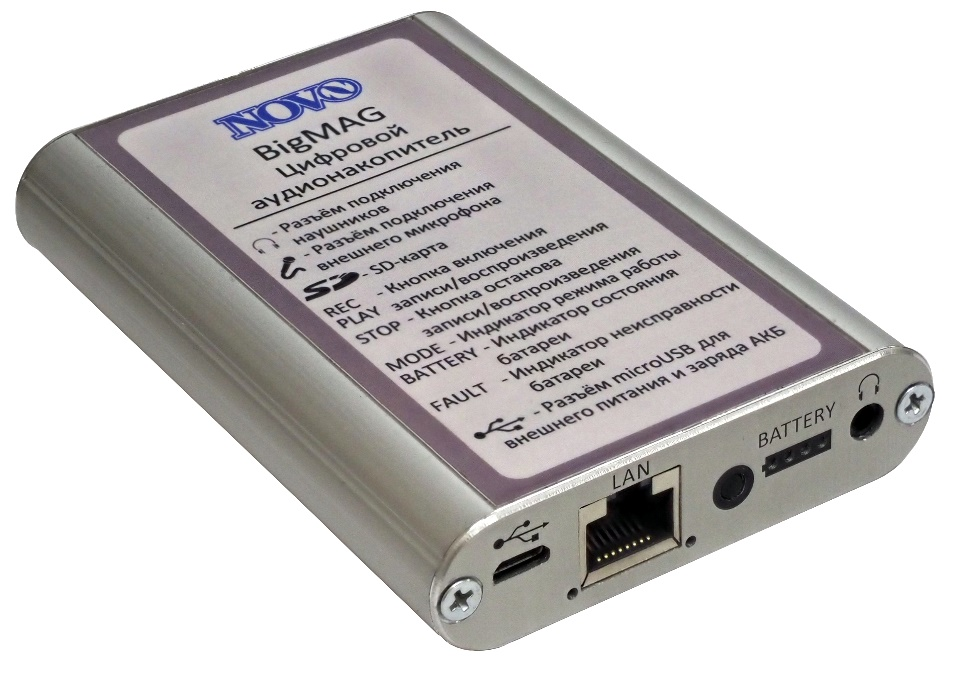 NOVO
BigMAG
Цифровой
аудионакопитель
- Разъём подключения
наушников
- Разъём подключения
внешнего микрофона
SD - SD-карта
REC - Кнопка включения
PLAY записи/воспроизведения
STOP - Кнопка останова
записи/воспроизведения
MODE - Индикатор режима работы
BATTERY - Индикатор состояния
батареи
FAULT - Индикатор неисправности
батареи
- Разъём microUSB для
внешнего питания и заряда АКБ
LAN
BATTERY